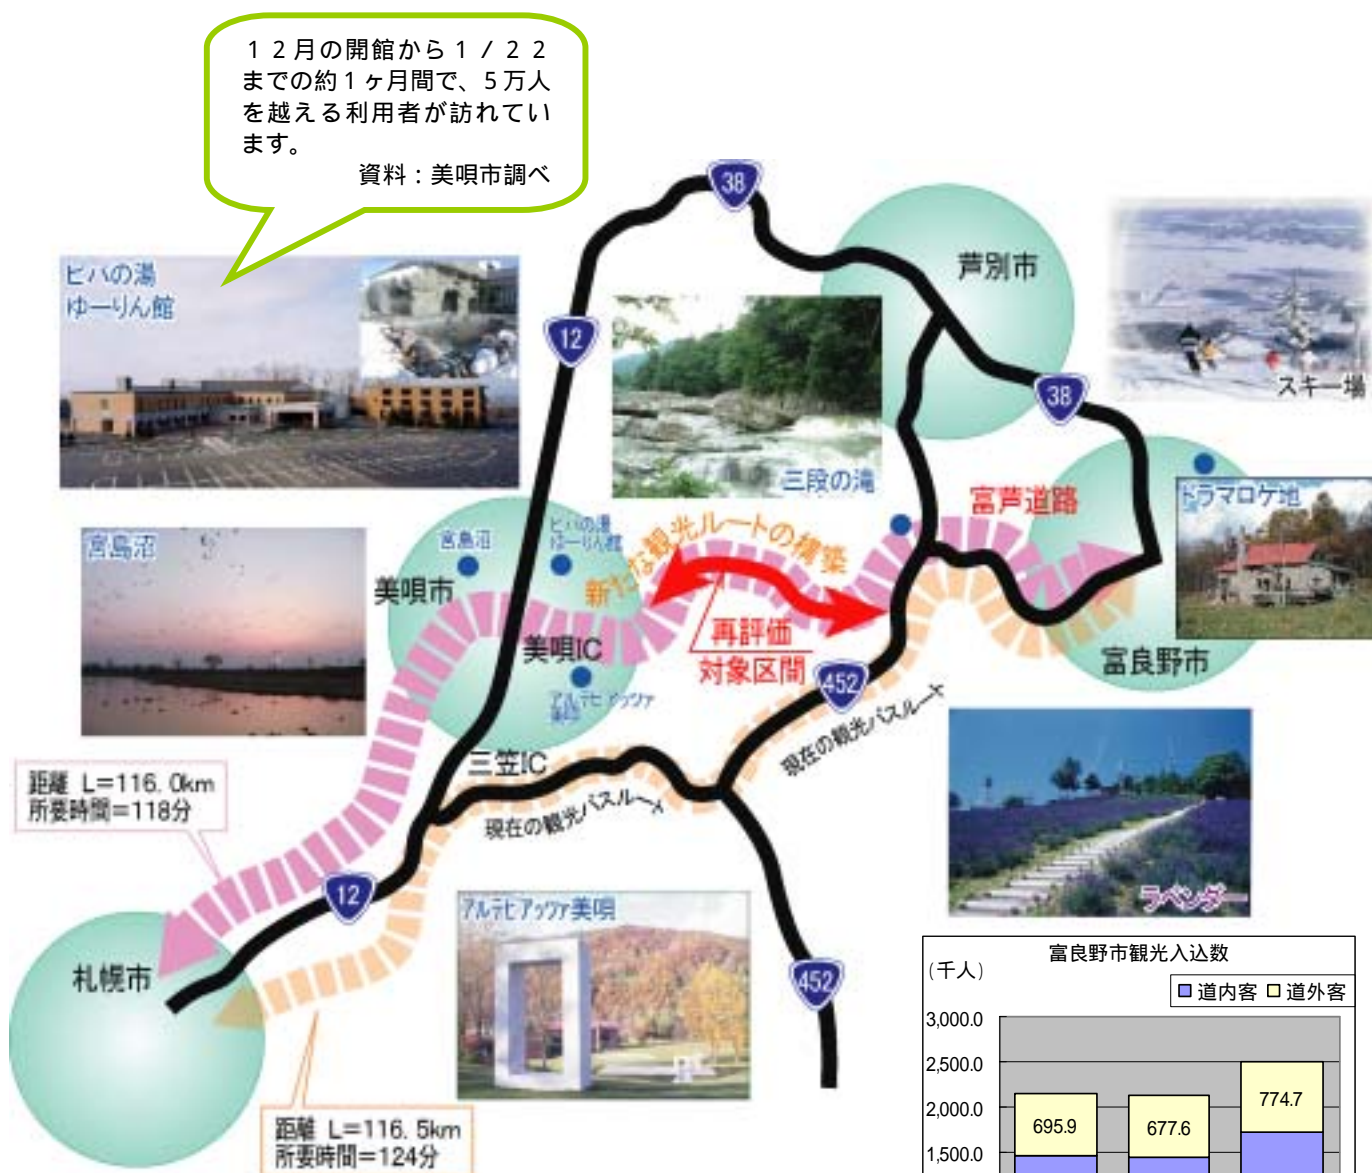 １２月の開館から１／２２
までの約１ヶ月間で、５万人
を越える利用者が訪れてい
ます。
資料：美唄市調べ
38
芦別市
ピパの湯
ゆーりん館
12
スキー場
38
三段の滝
富芦道路
ドラマロケ地
宮島沼
宮島沼
ピパの湯
ゆーりん館
新たな観光ルートの構築
美唄市
美唄IC
再評価
対象区間
富良野市
アルテピアッツァ
美唄
452
現在の観光バスルート
三笠IC
距離 L=116.0km
所要時間=118分
現在の観光バスルート
ラベンダー
12
アルテピアッツァ美唄
札幌市
452
富良野市観光入込数
(千人)
道内客 道外客
3,000.0
2,500.0
774.7
2,000.0
695.9
677.6
1,500.0
距離 L=116.5km
所要時間=124分